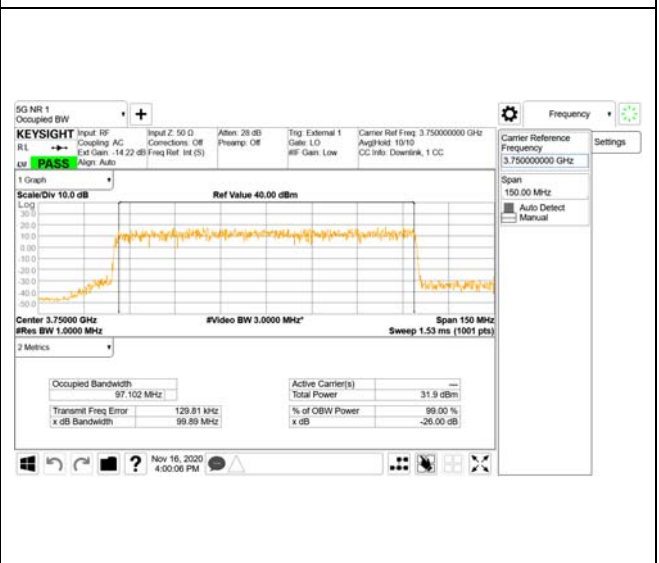 5G NR 1
Occupied BW
Frequency
KEYSIGHT
RL
LXI
PASS
Input: RF
Coupling: AC
Ext Gain: -14.22 dB
Align: Auto
Input Z: 50 Ω
Corrections: Off
Freq Ref: Int (S)
Atten: 28 dB
Preamp: Off
Trig: External 1
Gate: LO
#IF Gain: Low
Carrier Ref Freq: 3.750000000 GHz
Avg|Hold: 10/10
CC Info: Downlink, 1 CC
Carrier Reference
Frequency
3.750000000 GHz
Settings
Span
150.00 MHz
Auto Detect
Manual
1 Graph
Scale/Div 10.0 dB
Ref Value 40.00 dBm
Log
30.0
20.0
10.0
0.00
-10.0
-20.0
-30.0
-40.0
-50.0
Center 3.75000 GHz
#Video BW 3.0000 MHz*
Span 150 MHz
#Res BW 1.0000 MHz
Sweep 1.53 ms (1001 pts)
2 Metrics
Occupied Bandwidth
97.102 MHz
Transmit Freq Error 129.81 kHz
x dB Bandwidth 99.89 MHz
Active Carrier(s) ---
Total Power 31.9 dBm
% of OBW Power 99.00 %
x dB -26.00 dB
?
Nov 16, 2020
4:00:06 PM